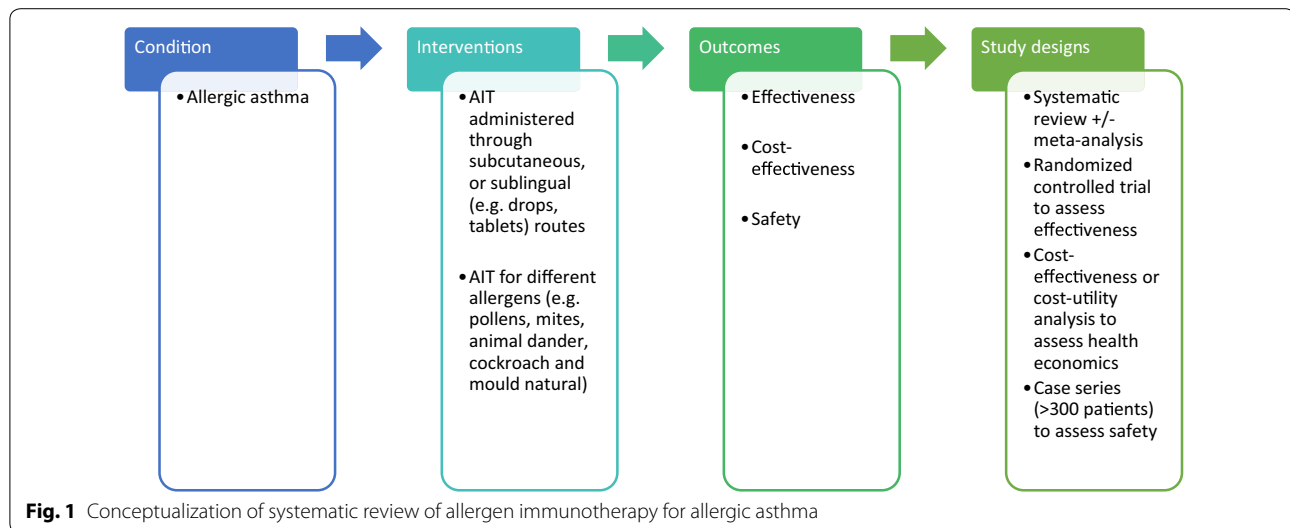 Condition
•Allergic asthma
Interventions
•AIT
administered
through
subcutaneous,
or sublingual
(e.g. drops,
tablets) routes
•AIT for different
allergens (e.g.
pollens, mites,
animal dander,
cockroach and
mould natural)
Outcomes
•Effectiveness
•Cost-
effectiveness
•Safety
Study designs
•Systematic
review +/-
meta-analysis
•Randomized
controlled trial
to assess
effectiveness
•Cost-
effectiveness or
cost-utility
analysis to
assess health
economics
•Case series
(>300 patients)
to assess safety
Fig. 1 Conceptualization of systematic review of allergen immunotherapy for allergic asthma